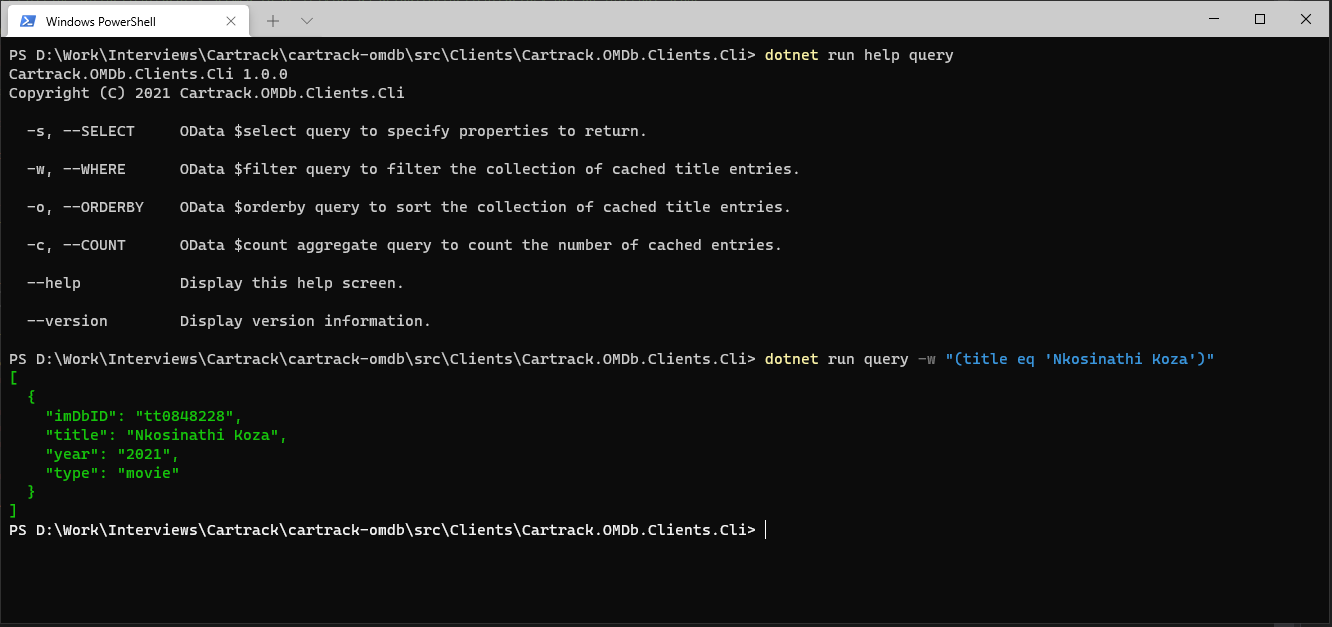 Windows PowerShell
PS D:\Work\Interviews\Cartrack\cartrack-omdb\src\Clients\Cartrack.OMDb.Clients.Cli> dotnet run help query
Cartrack.OMDb.Clients.Cli 1.0.0
Copyright (C) 2021 Cartrack.OMDb.Clients.Cli
-s, --SELECT     OData $select query to specify properties to return.
-w, --WHERE      OData $filter query to filter the collection of cached title entries.
-o, --ORDERBY    OData $orderby query to sort the collection of cached title entries.
-c, --COUNT      OData $count aggregate query to count the number of cached entries.
--help           Display this help screen.
--version        Display version information.
PS D:\Work\Interviews\Cartrack\cartrack-omdb\src\Clients\Cartrack.OMDb.Clients.Cli> dotnet run query -w "(title eq 'Nkosinathi Koza')"
[
  {
    "imDbID": "tt0848228",
    "title": "Nkosinathi Koza",
    "year": "2021",
    "type": "movie"
  }
]
PS D:\Work\Interviews\Cartrack\cartrack-omdb\src\Clients\Cartrack.OMDb.Clients.Cli>